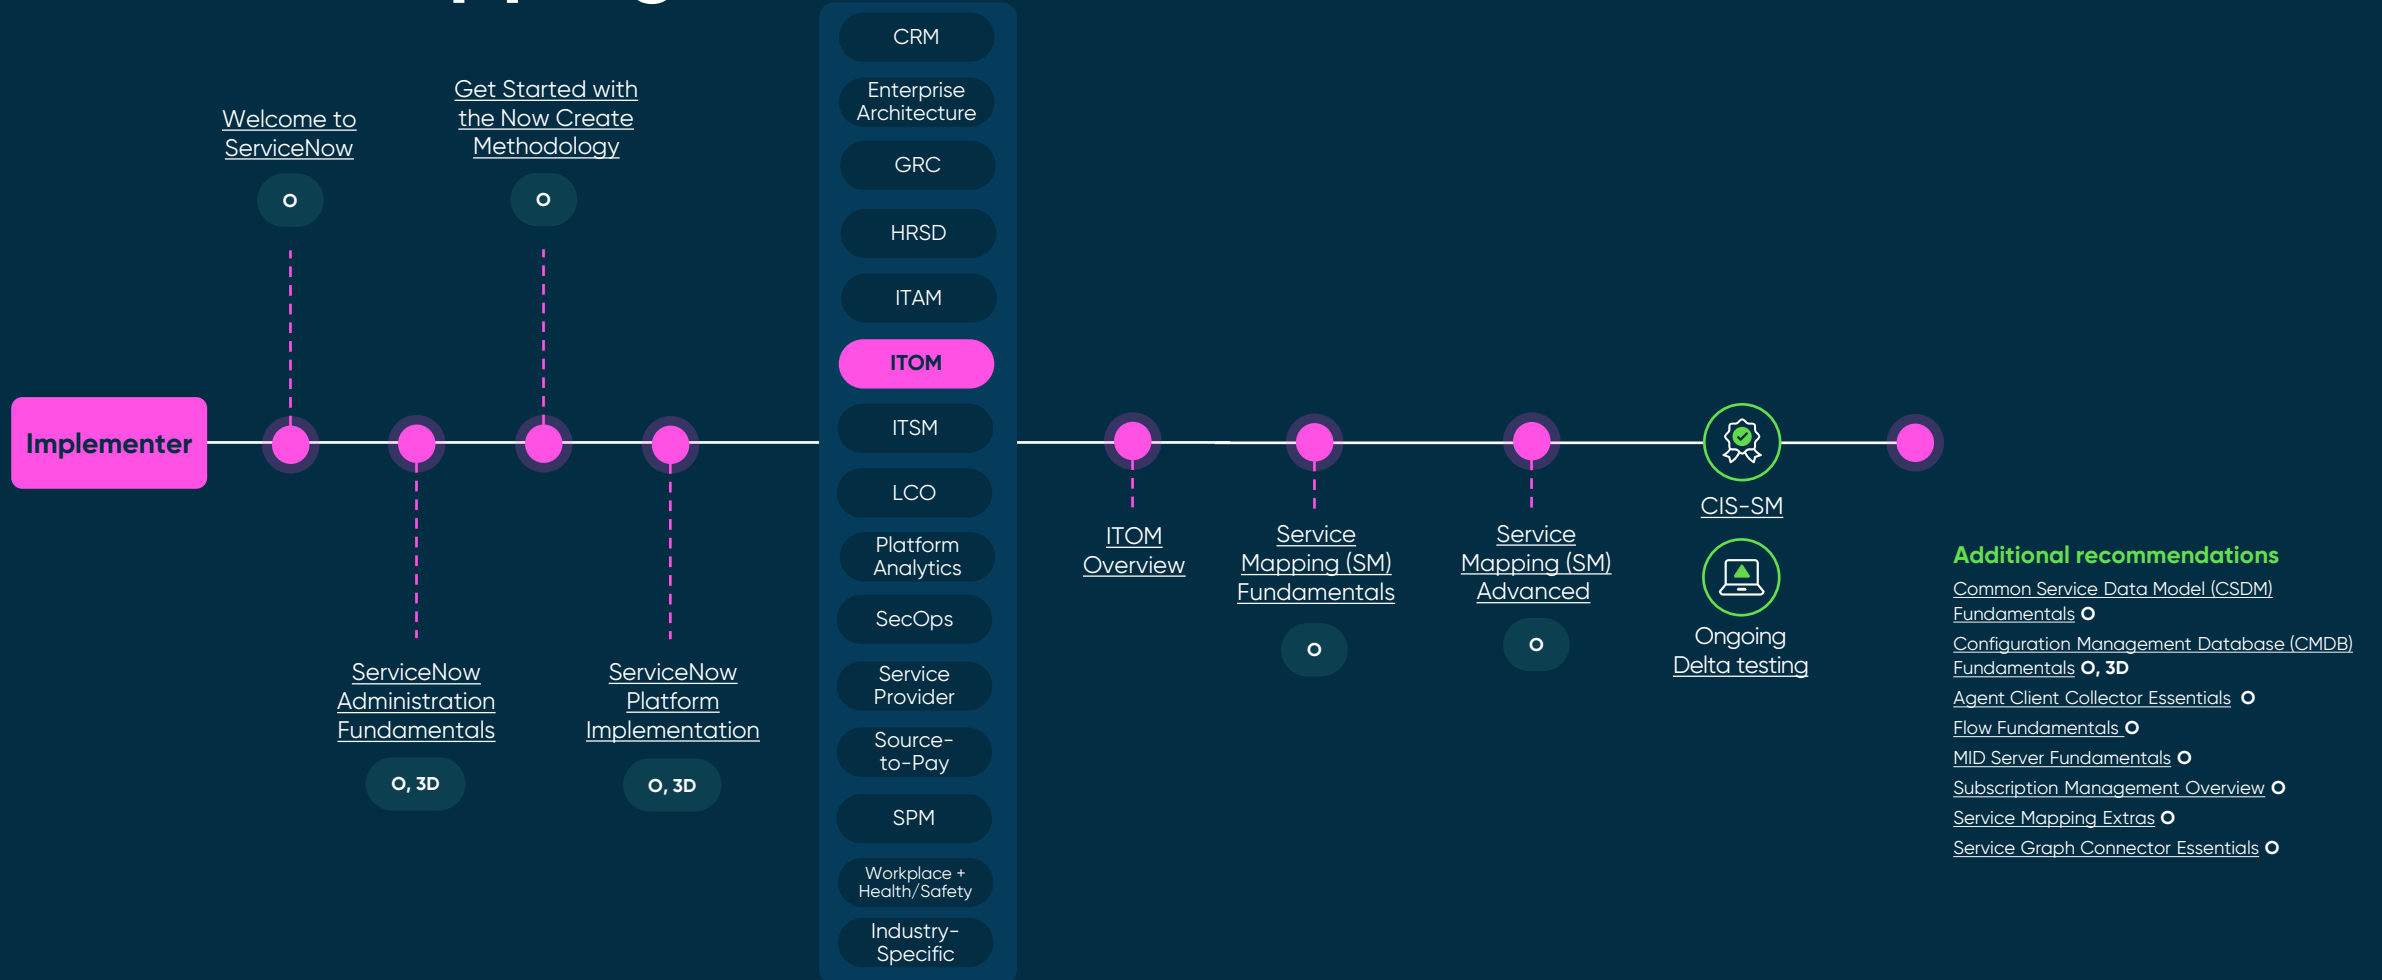 Welcome to
ServiceNow
O
Get Started with
the Now Create
Methodology
O
Implementer
ServiceNow
Administration
Fundamentals
O, 3D
ServiceNow
Platform
Implementation
O, 3D
CRM
Enterprise
Architecture
GRC
HRSD
ITAM
ITOM
ITSM
LCO
Platform
Analytics
SecOps
Service
Provider
Source-
to-Pay
SPM
Workplace +
Health/Safety
Industry-
Specific
ITOM
Overview
Service
Mapping (SM)
Fundamentals
O
Service
Mapping (SM)
Advanced
O
CIS-SM
Ongoing
Delta testing
Additional recommendations
Common Service Data Model (CSDM)
Fundamentals O
Configuration Management Database (CMDB)
Fundamentals O, 3D
Agent Client Collector Essentials O
Flow Fundamentals O
MID Server Fundamentals O
Subscription Management Overview O
Service Mapping Extras O
Service Graph Connector Essentials O